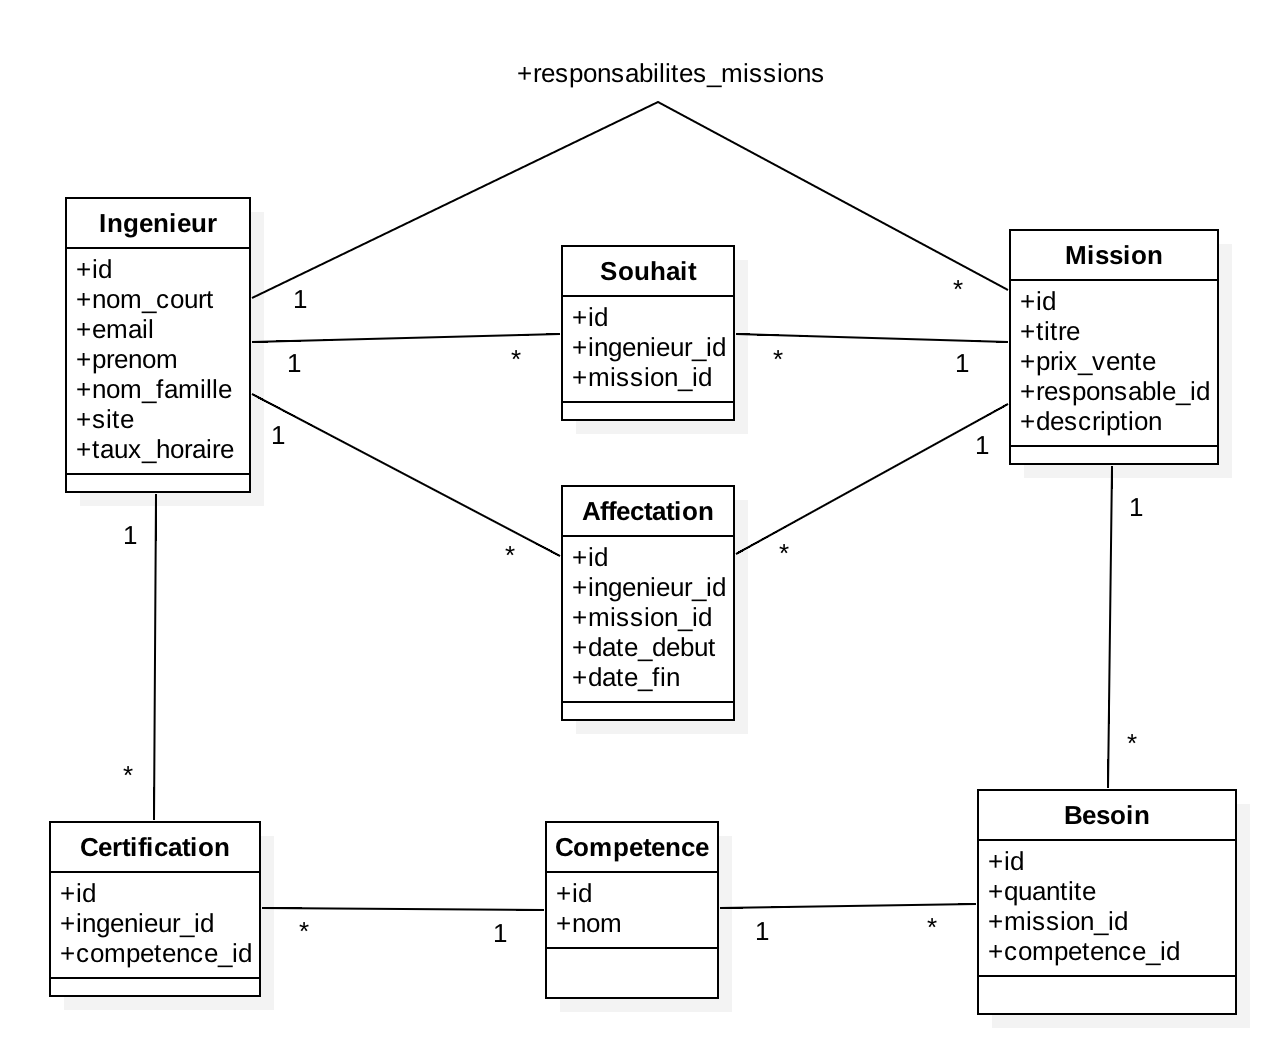 +responsabilites_missions
Ingenieur
+id
+nom_court
+email
+prenom
+nom_famille
+site
+taux_horaire
1
1
1
1
*
*
*
Souhait
+id
+ingenieur_id
+mission_id
*
*
1
1
*
Affectation
+id
+ingenieur_id
+mission_id
+date_debut
+date_fin
Mission
+id
+titre
+prix_vente
+responsable_id
+description
1
*
Certification
+id
+ingenieur_id
+competence_id
*
1
Competence
+id
+nom
1
*
Besoin
+id
+quantite
+mission_id
+competence_id